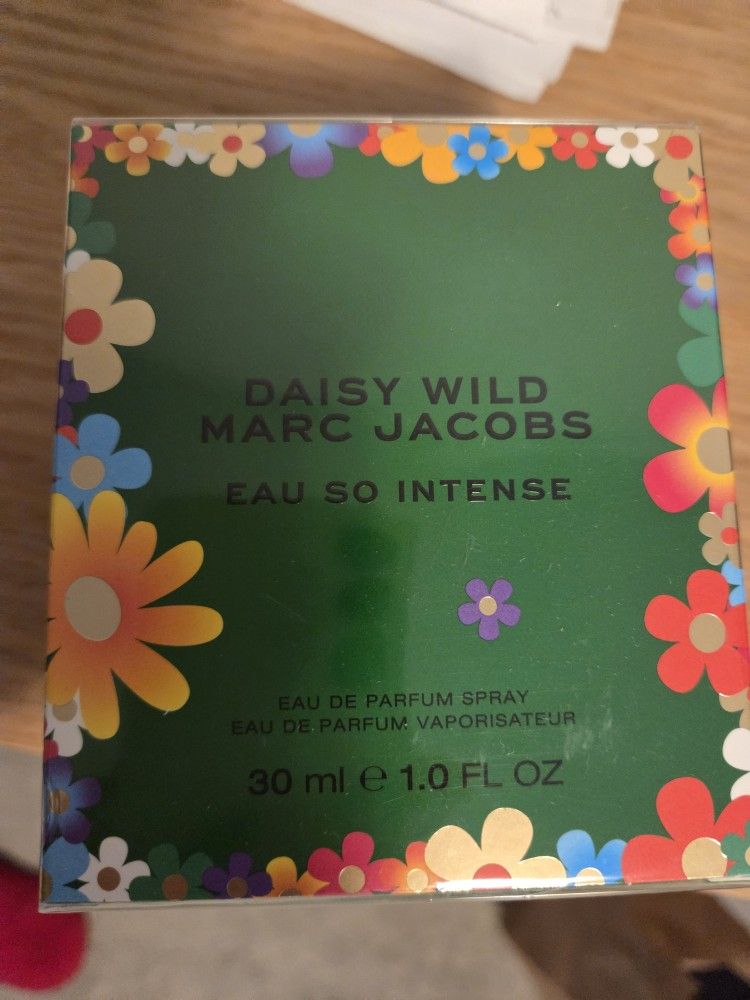 DAISY WILD
MARC JACOBS
EAU SO INTENSE
EAU DE PARFUM SPRAY
EAU DE PARFUM VAPORISATEUR
30 ml ℮ 1.0 FL OZ